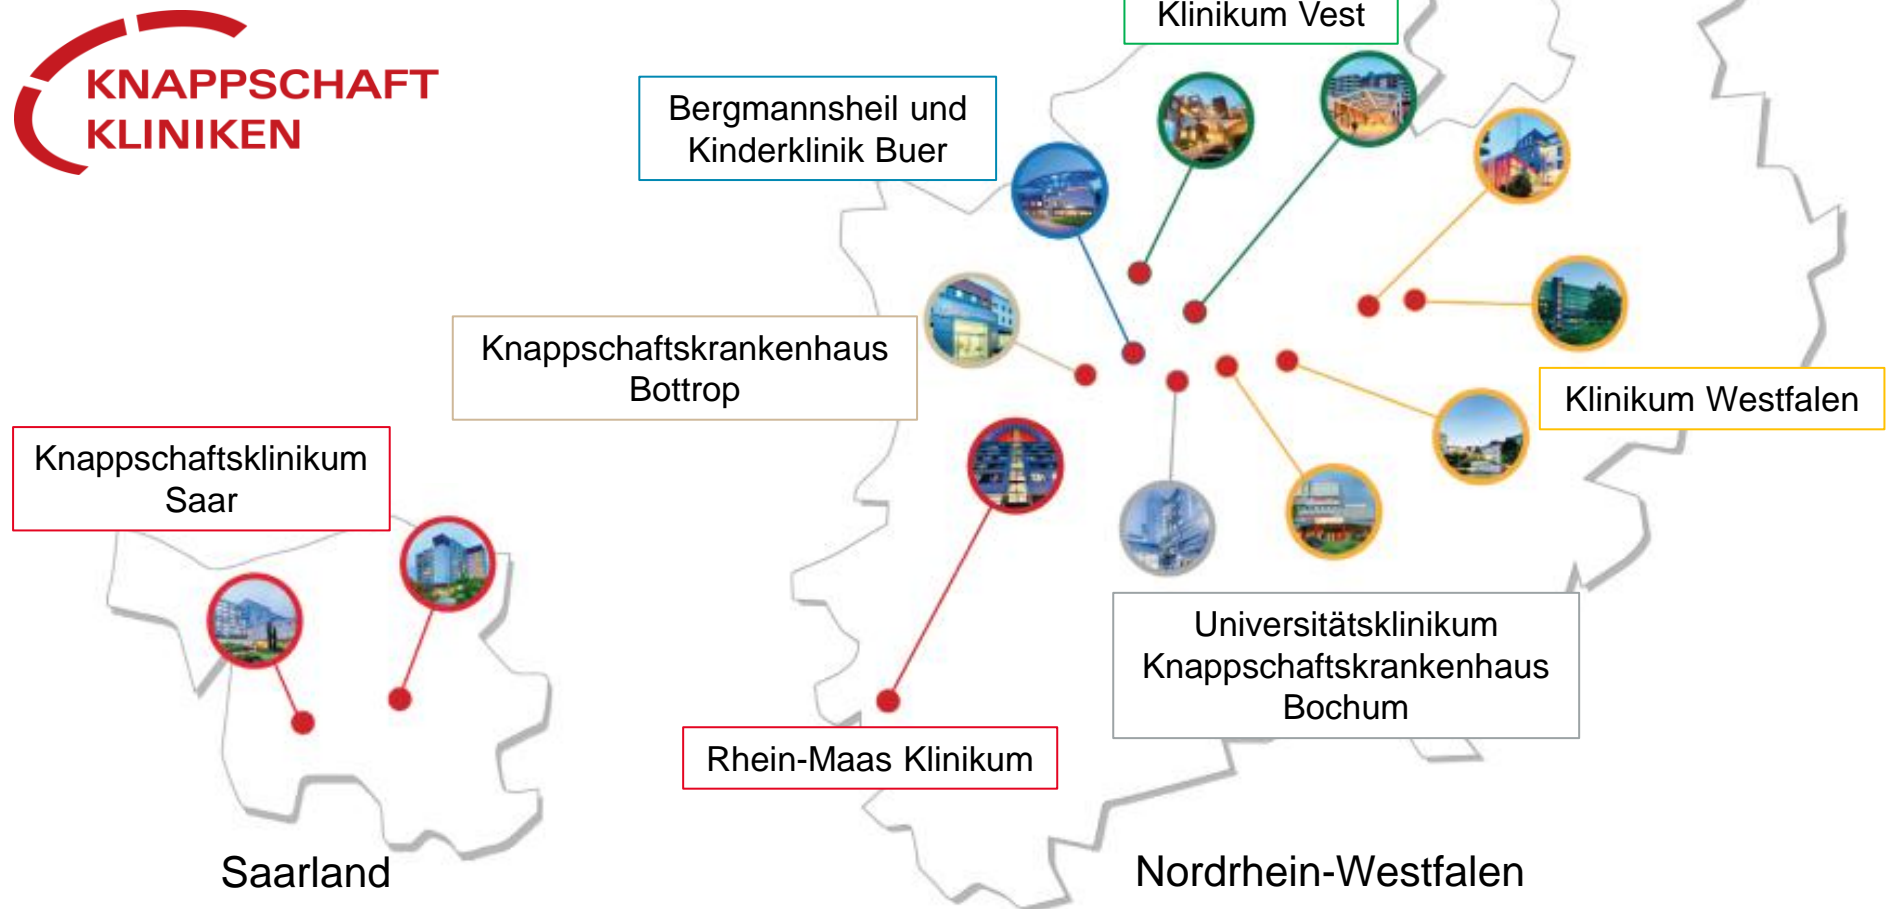 KNAPPSCHAFT
KLINIKEN
Klinikum Vest
Bergmannsheil und
Kinderklinik Buer
Knappschaftskrankenhaus
Bottrop
Klinikum Westfalen
Knappschaftsklinikum
Saar
Universitätsklinikum
Knappschaftskrankenhaus
Bochum
Rhein-Maas Klinikum
Saarland
Nordrhein-Westfalen